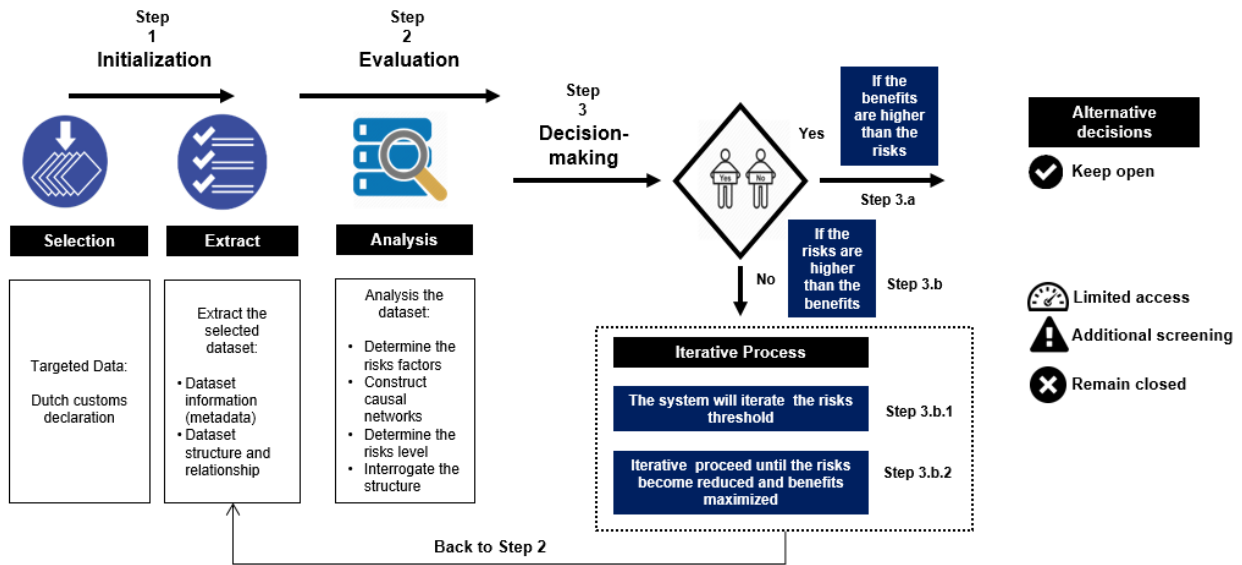 Step
1
Initialization
Step
2
Evaluation
Step
3
Decision-
making
Selection
Extract
Analysis
Targeted Data:
Dutch customs
declaration
Extract the
selected
dataset:
• Dataset
information
(metadata)
• Dataset
structure and
relationship
Analysis the
dataset:
• Determine the
risks factors
• Construct
causal
networks
• Determine the
risks level
• Interrogate the
structure
Yes
No
Yes
If the
benefits
are higher
than the
risks
Step 3.a
No
If the
risks are
higher
than the
benefits
Step 3.b
Iterative Process
The system will iterate the risks
threshold
Step 3.b.1
Iterative proceed until the risks
become reduced and benefits
maximized
Step 3.b.2
Back to Step 2
Alternative
decisions
Keep open
Limited access
Additional screening
Remain closed